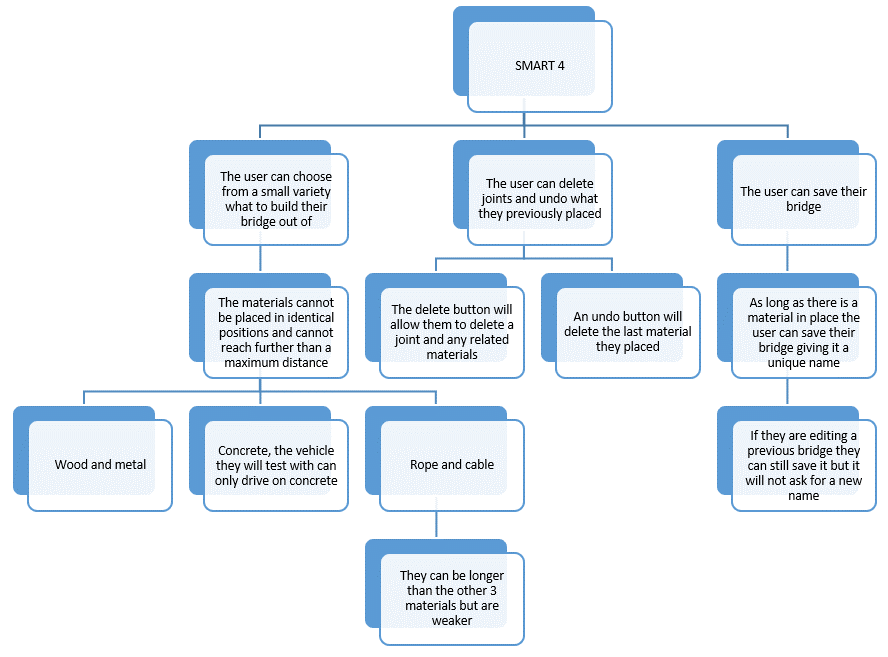 SMART 4
The user can choose
from a small variety
what to build their
bridge out of
The user can delete
joints and undo what
they previously placed
The user can save their
bridge
The materials cannot
be placed in identical
positions and cannot
reach further than a
maximum distance
The delete button will
allow them to delete a
joint and any related
materials
An undo button will
delete the last material
they placed
As long as there is a
material in place the
user can save their
bridge giving it a
unique name
Wood and metal
Concrete, the vehicle
they will test with can
only drive on concrete
Rope and cable
If they are editing a
previous bridge they
can still save it but it
will not ask for a new
name
They can be longer
than the other 3
materials but are
weaker